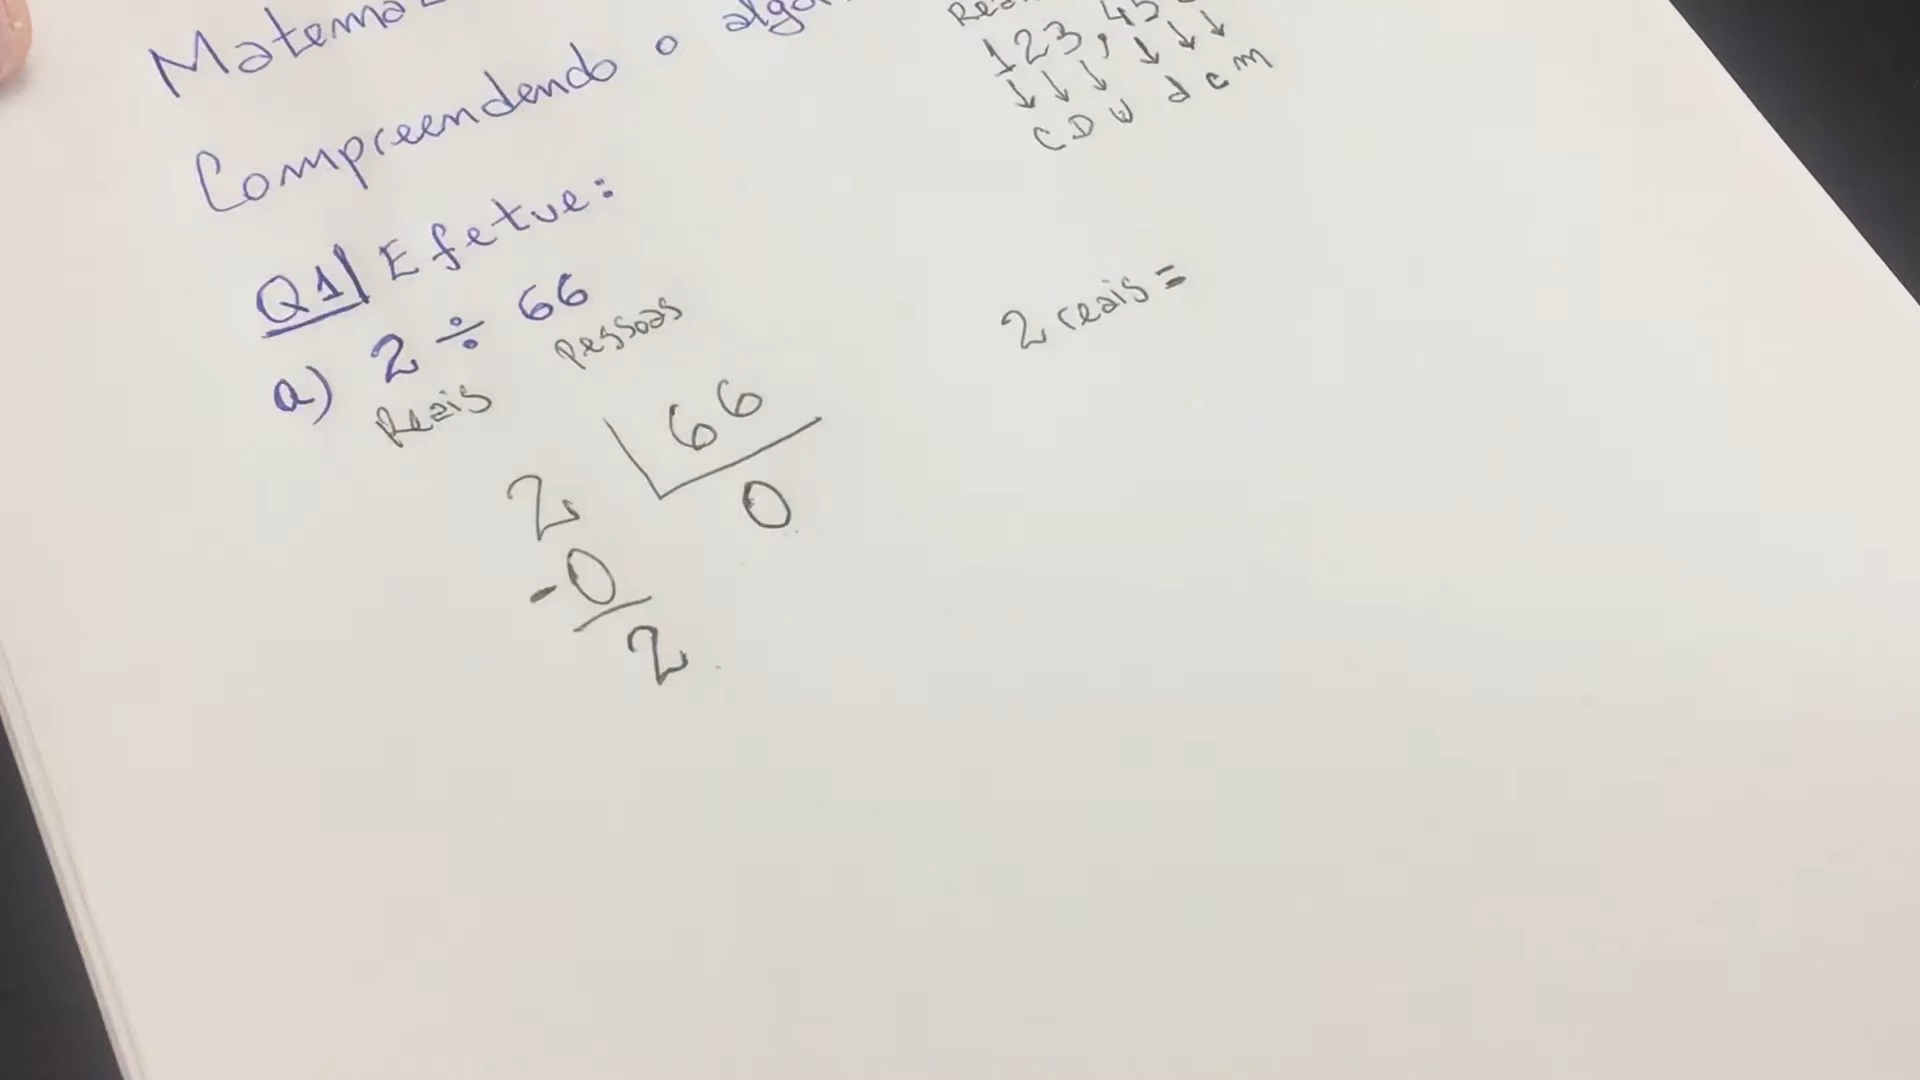 Compreendendo o
123,45
C D U d c m
Q1) Efetue:
a) 2 ÷ 66
Reais pessoas
2 reais =
2 66
-0 0
2